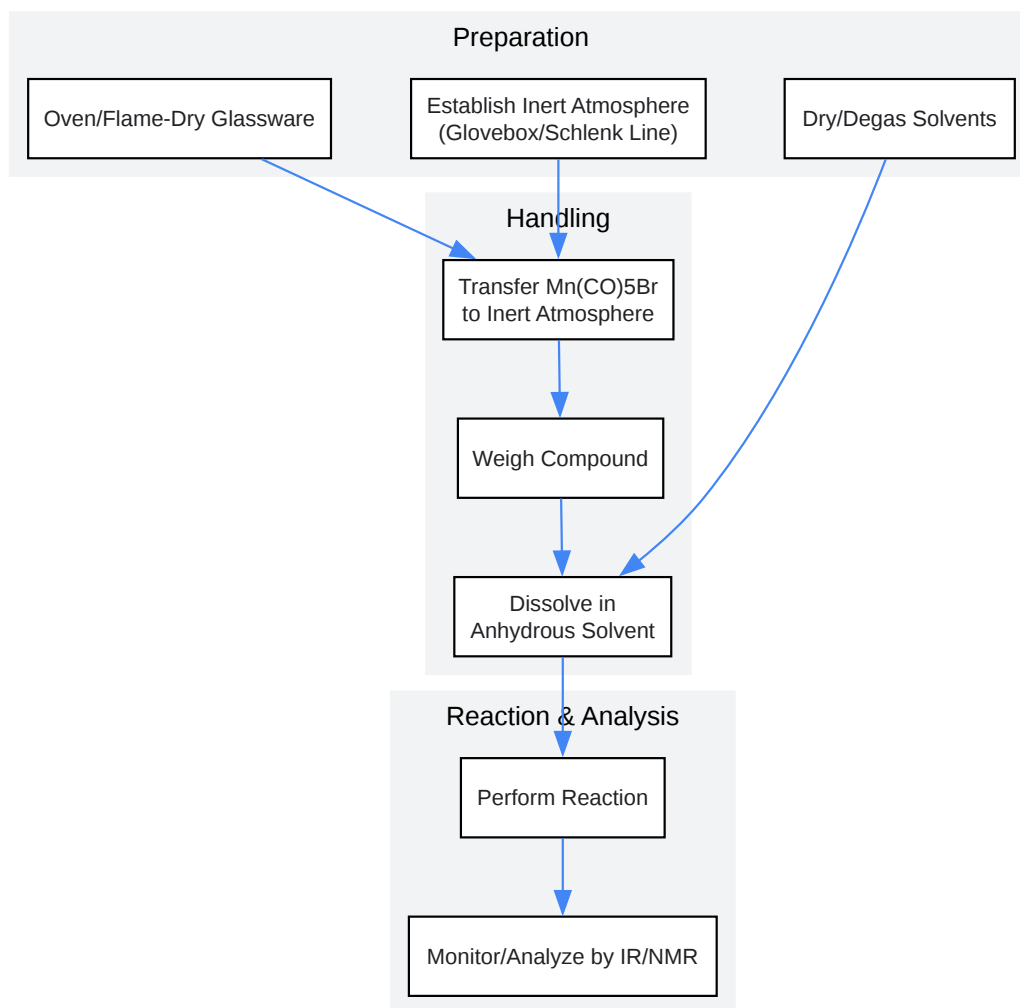 Preparation
Oven/Flame-Dry Glassware
Establish Inert Atmosphere
(Glovebox/Schlenk Line)
Dry/Degas Solvents
Handling
Transfer Mn(CO)5Br
to Inert Atmosphere
Weigh Compound
Dissolve in
Anhydrous Solvent
Reaction & Analysis
Perform Reaction
Monitor/Analyze by IR/NMR